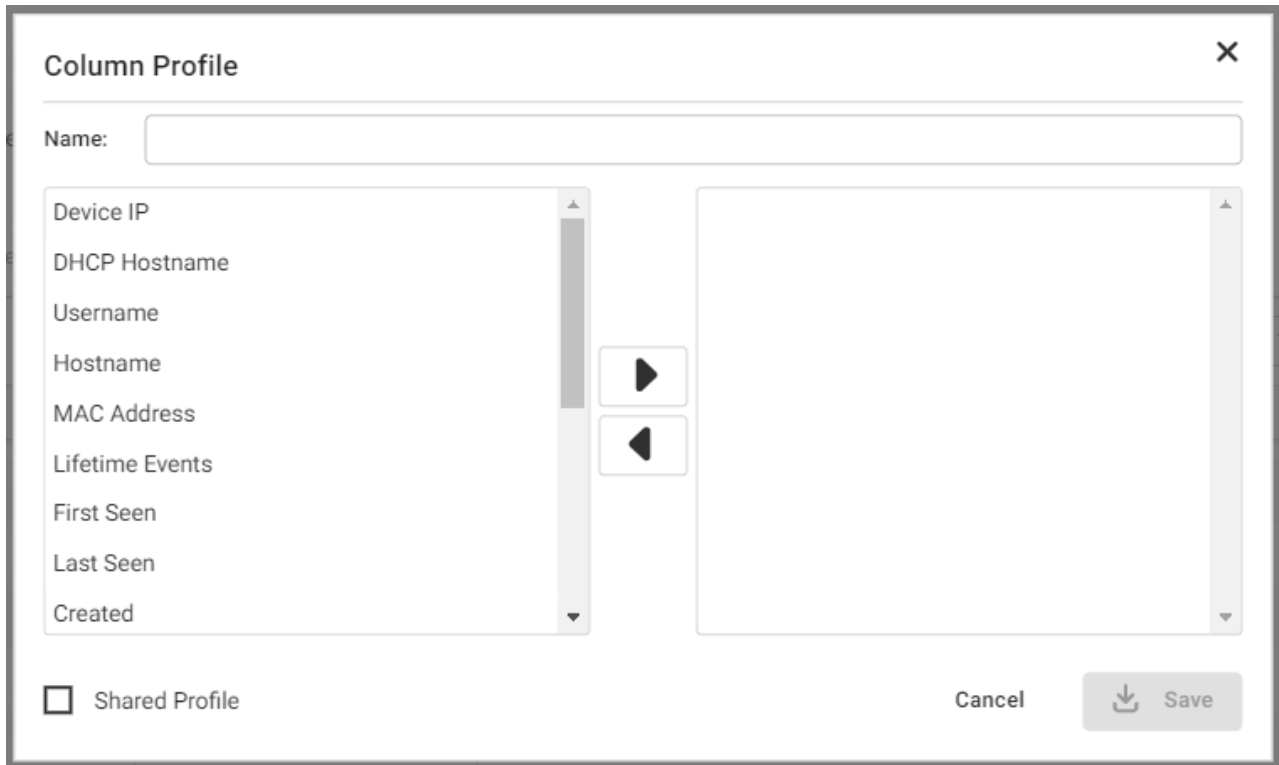 Column Profile
Name:
Device IP
DHCP Hostname
Username
Hostname
MAC Address
Lifetime Events
First Seen
Last Seen
Created
Shared Profile
Cancel
Save